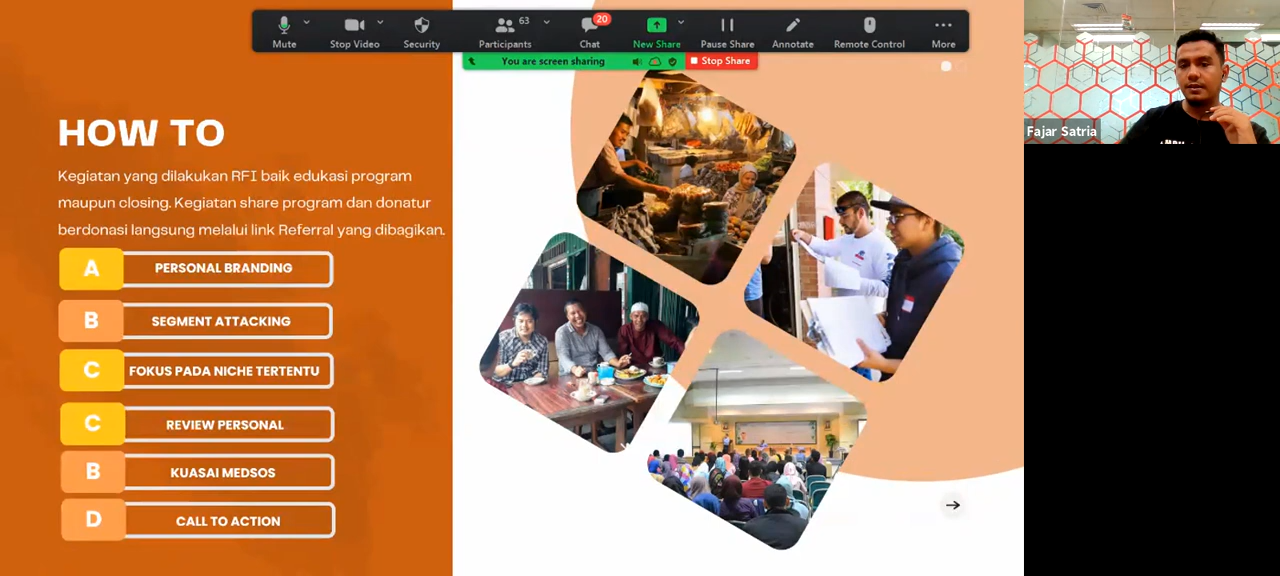 63
20
Mute
Stop Video
Security
Participants
Chat
New Share
Pause Share
Annotate
Remote Control
More
You are screen sharing
Stop Share
Fajar Satria
HOW TO
Kegiatan yang dilakukan RFI baik edukasi program
maupun closing. Kegiatan share program dan donatur
berdonasi langsung melalui link Referral yang dibagikan.
A PERSONAL BRANDING
B SEGMENT ATTACKING
C FOKUS PADA NICHE TERTENTU
C REVIEW PERSONAL
B KUASAI MEDSOS
D CALL TO ACTION